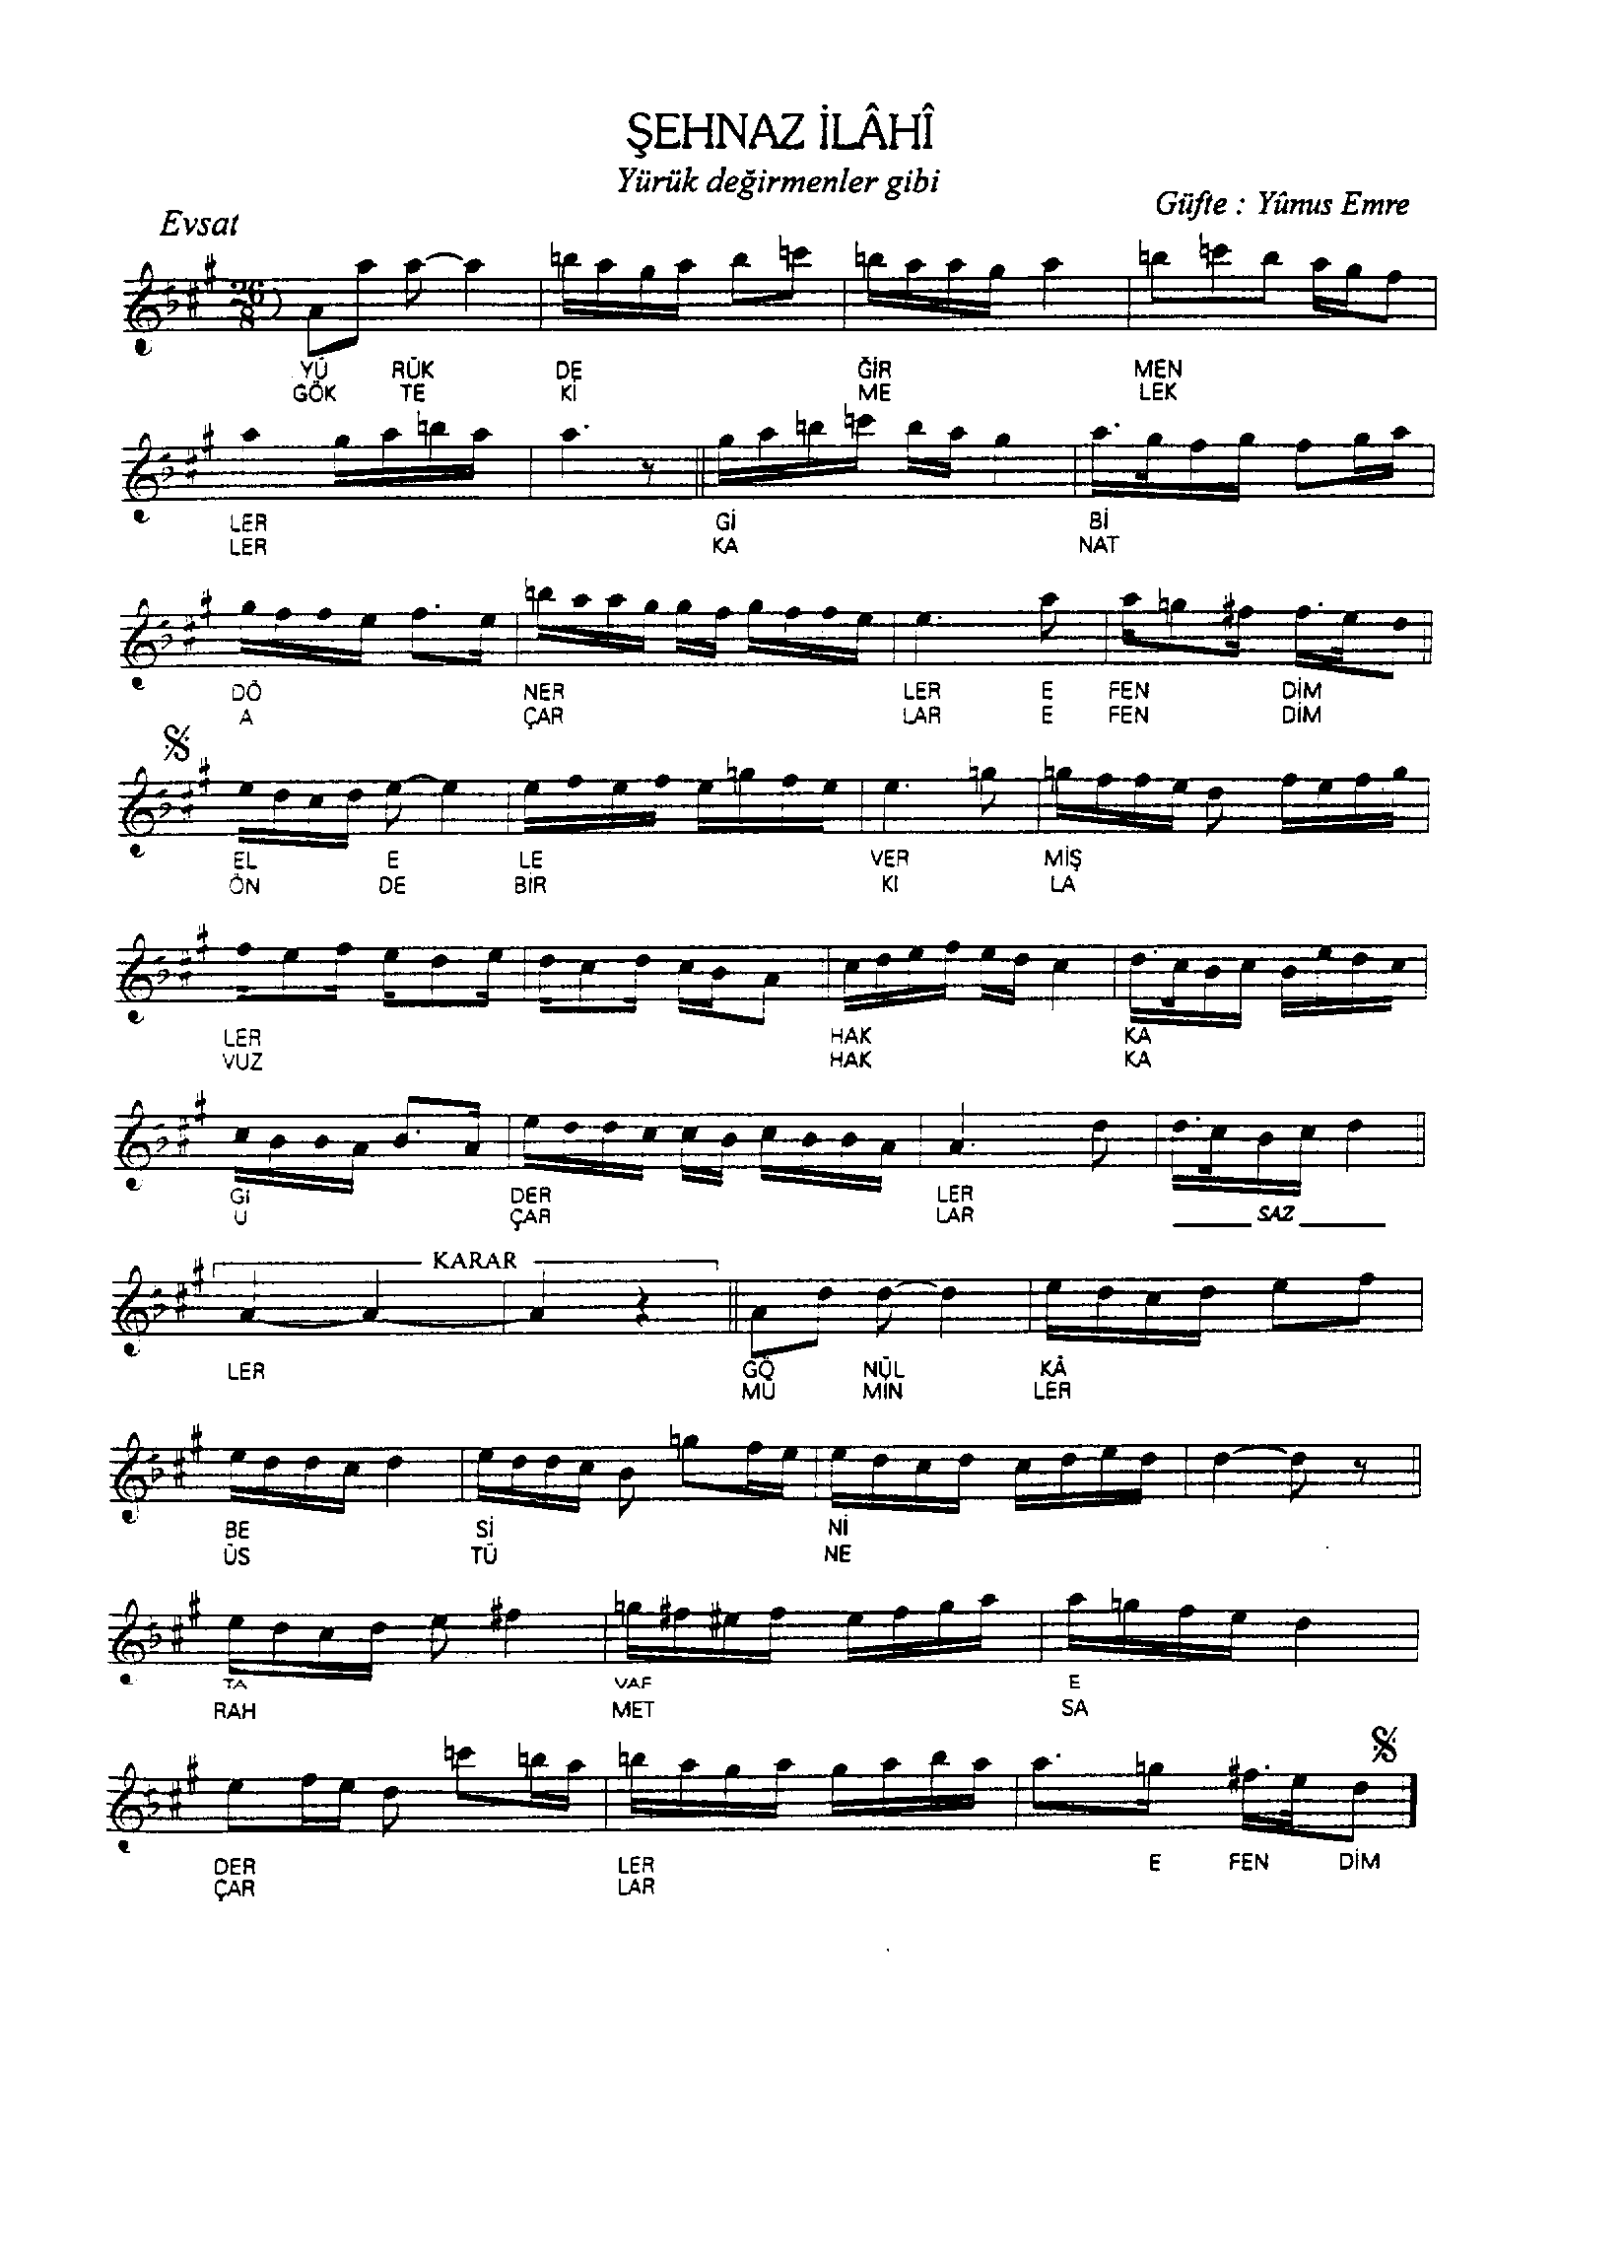 ŞEHNAZ İLÂHÎ
Yürük değirmenler gibi
Güfte : Yûnus Emre
Evsat
26
8
YÜ RÜK DE ĞİR MEN
GÖK TE Kİ ME LEK
LER Gİ Bİ
LER KA NAT
DÖ NER LER E FEN DİM
A ÇAR LAR E FEN DİM
EL E LE VER MİŞ
ÖN DE BİR KI LA
LER HAK KA
VUZ HAK KA
Gİ DER LER
U ÇAR LAR SAZ
KARAR
LER GÖ NÜL KÂ
MÜ MİN LER
BE Sİ Nİ
ÜS TÜ NE
TA VAF E
RAH MET SA
DER LER E FEN DİM
ÇAR LAR